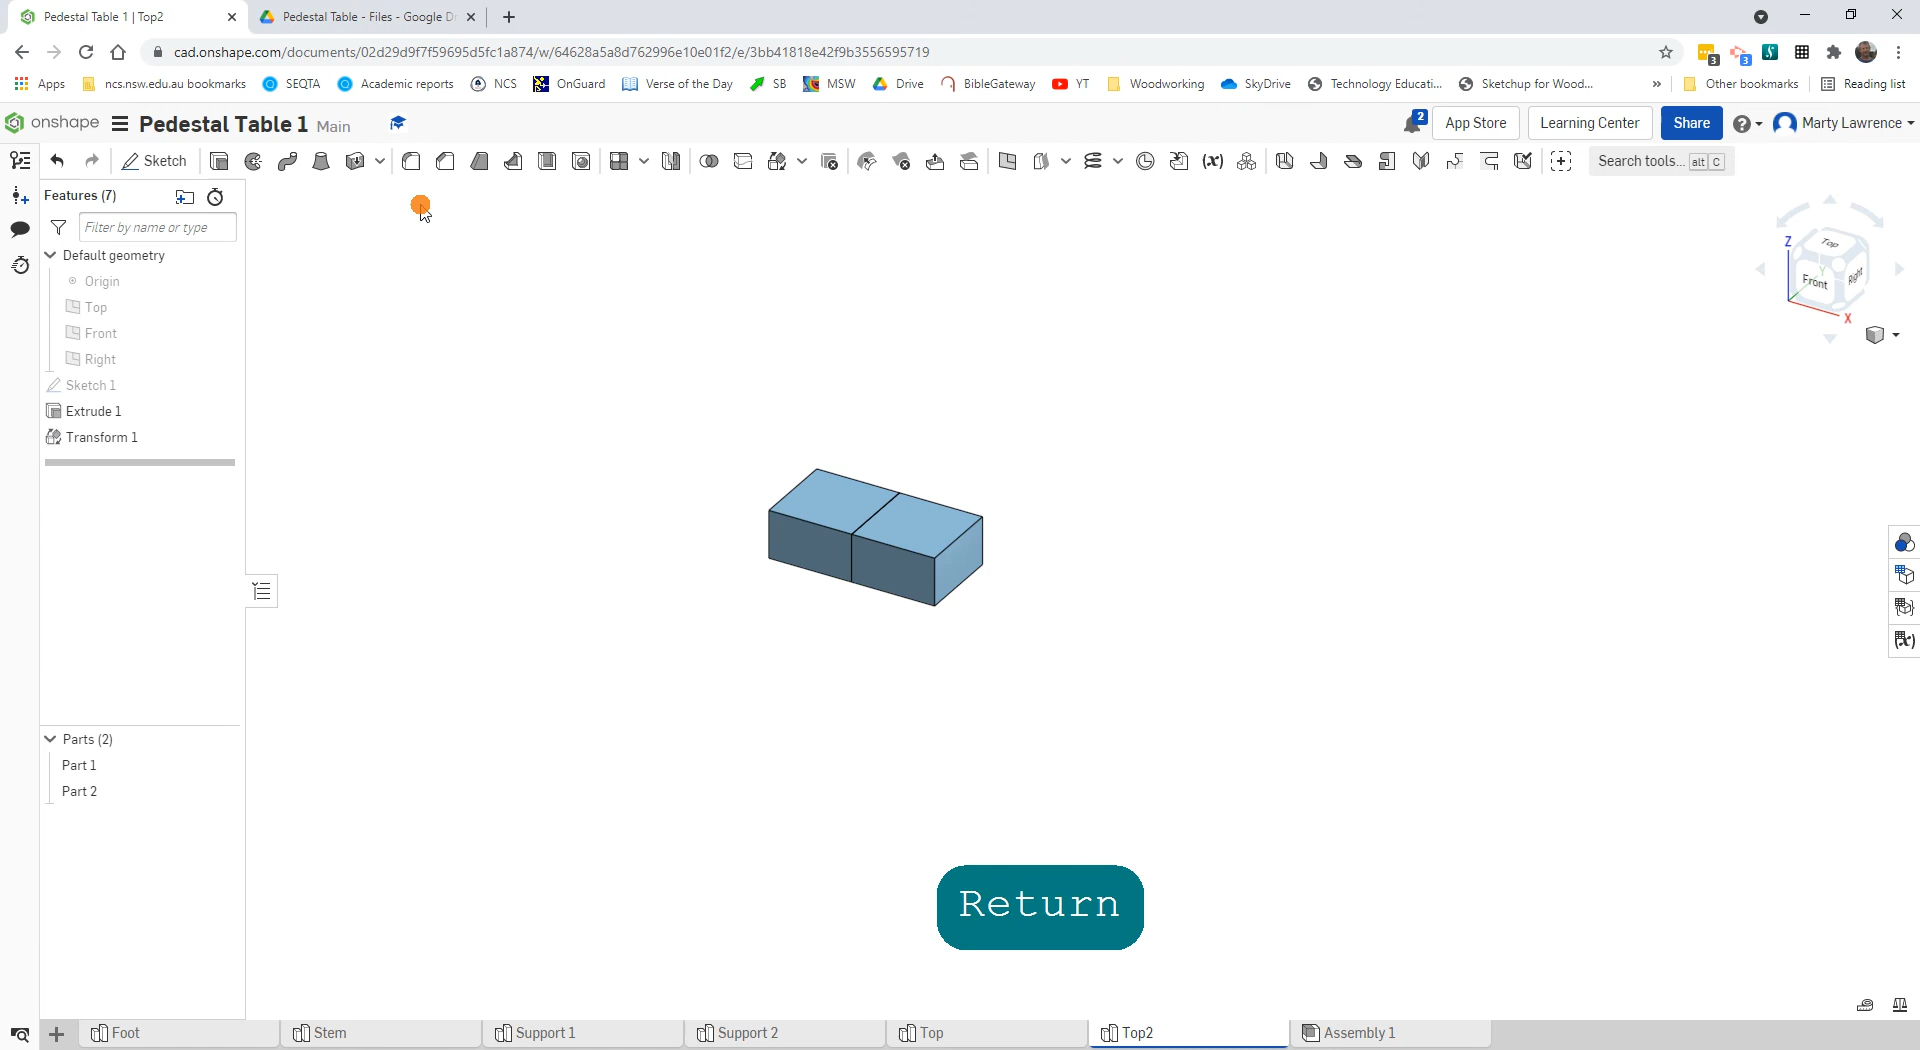 Pedestal Table 1 | Top2
Pedestal Table - Files - Google Dr
cad.onshape.com/documents/02d29d9f7f59695d5fc1a874/w/64628a5a8d762996e10e01f2/e/3bb41818e42f9b3556595719
3
3
Apps
ncs.nsw.edu.au bookmarks
SEQTA
Academic reports
NCS
OnGuard
Verse of the Day
SB
MSW
Drive
BibleGateway
YT
Woodworking
SkyDrive
Technology Educati...
Sketchup for Wood...
»
Other bookmarks
Reading list
onshape
Pedestal Table 1
Main
2
App Store
Learning Center
Share
Marty Lawrence
Sketch
(x)
Search tools... alt C
Features (7)
Filter by name or type
Default geometry
Origin
Top
Front
Right
Sketch 1
Extrude 1
Transform 1
Z
Top
Y
Front
Right
X
(x)
Parts (2)
Part 1
Part 2
Return
Foot
Stem
Support 1
Support 2
Top
Top2
Assembly 1